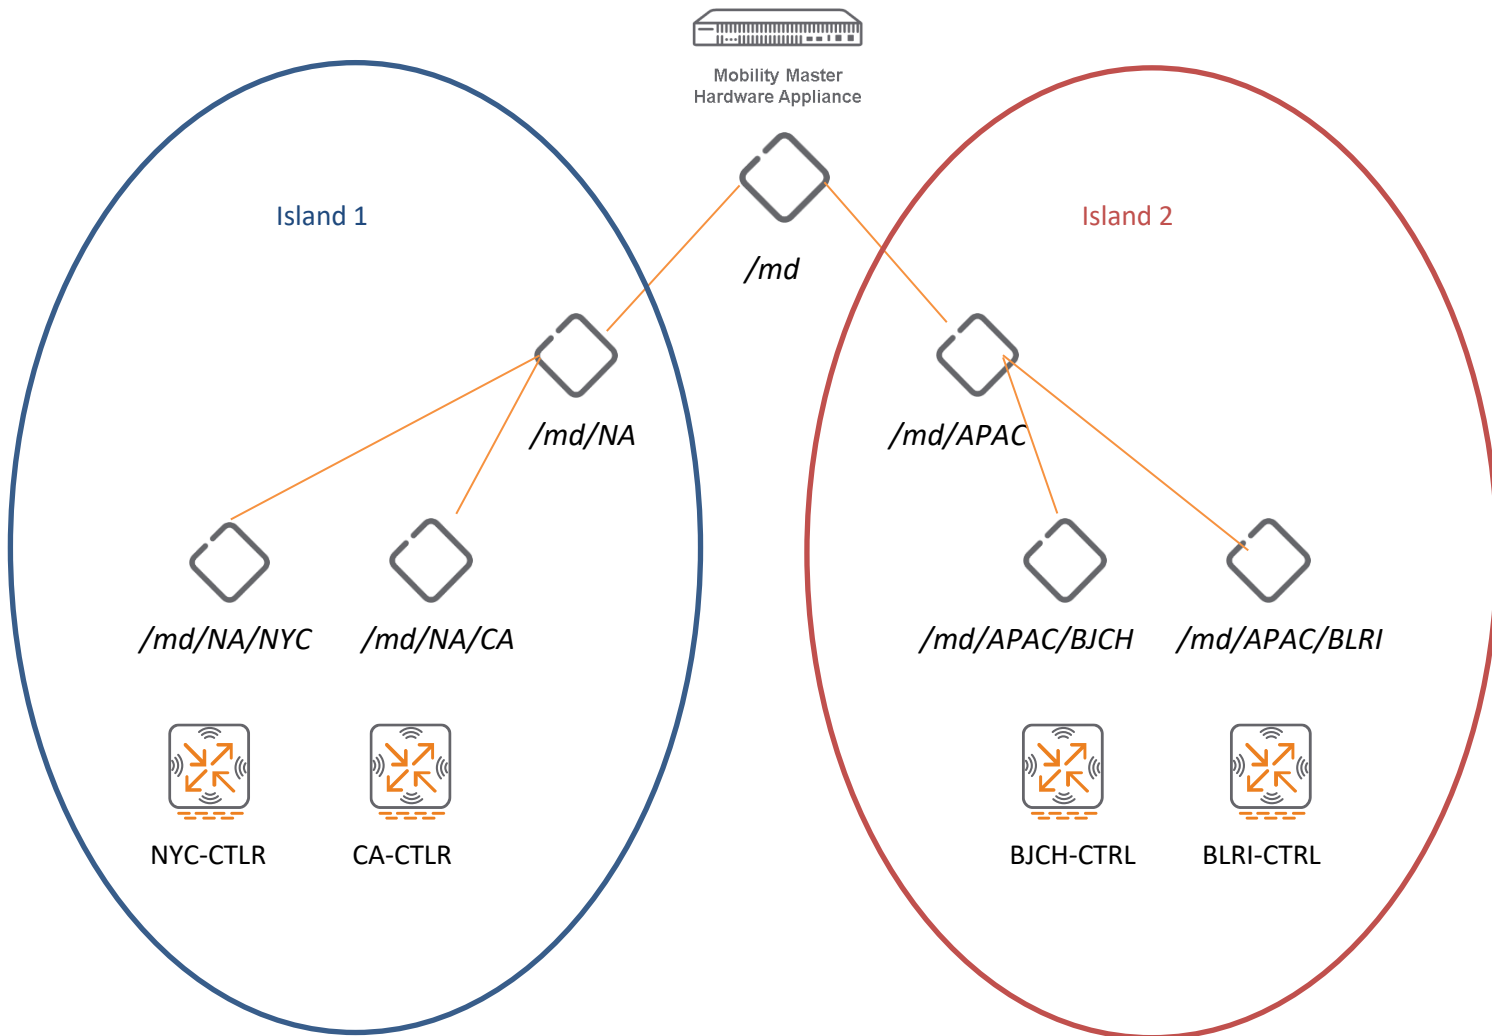 Mobility Master
Hardware Appliance
Island 1
Island 2
/md
/md/NA
/md/APAC
/md/NA/NYC
/md/NA/CA
/md/APAC/BJCH
/md/APAC/BLRI
NYC-CTLR
CA-CTLR
BJCH-CTRL
BLRI-CTRL